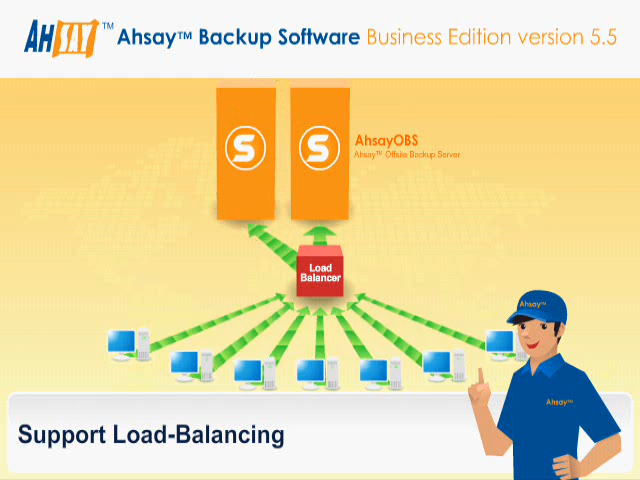 AHSAY™ Ahsay™ Backup Software Business Edition version 5.5
S S
AhsayOBS
Ahsay™ Offsite Backup Server
Load
Balancer
Ahsay™
Ahsay™
Support Load-Balancing